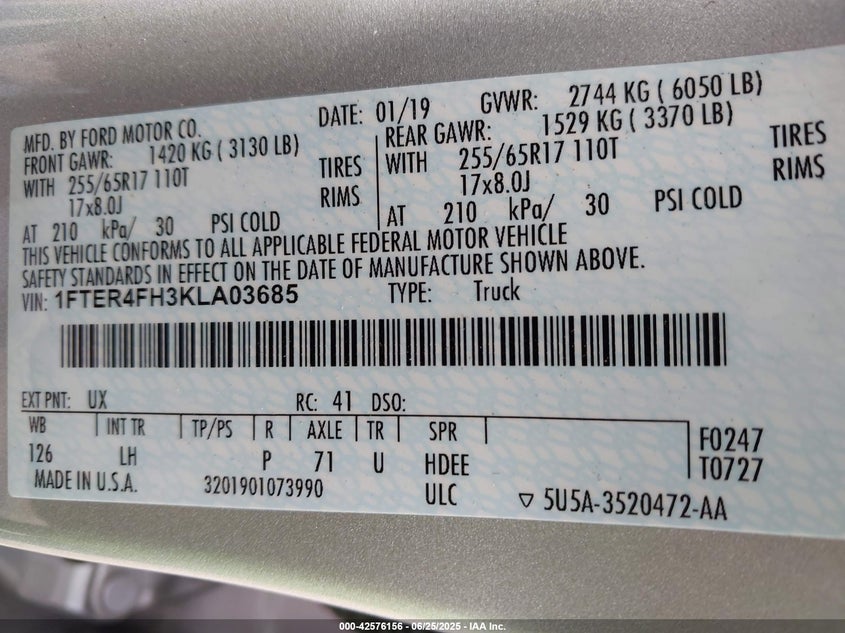 MFD. BY FORD MOTOR CO.
DATE: 01/19
GVWR: 2744 KG ( 6050 LB)
FRONT GAWR: 1420 KG ( 3130 LB)
WITH 255/65R17 110T TIRES
17x8.0J RIMS
AT 210 kPa/ 30 PSI COLD
REAR GAWR: 1529 KG ( 3370 LB)
WITH 255/65R17 110T TIRES
17x8.0J RIMS
AT 210 kPa/ 30 PSI COLD
THIS VEHICLE CONFORMS TO ALL APPLICABLE FEDERAL MOTOR VEHICLE
SAFETY STANDARDS IN EFFECT ON THE DATE OF MANUFACTURE SHOWN ABOVE.
VIN: 1FTER4FH3KLA03685 TYPE: Truck
EXT PNT: UX RC: 41 DSO:
WB INT TR TP/PS R AXLE TR SPR
126 LH P 71 U HDEE
F0247
T0727
MADE IN U.S.A. 3201901073990 ULC ▽ 5U5A-3520472-AA
000-42576156 - 06/25/2025 - IAA Inc.